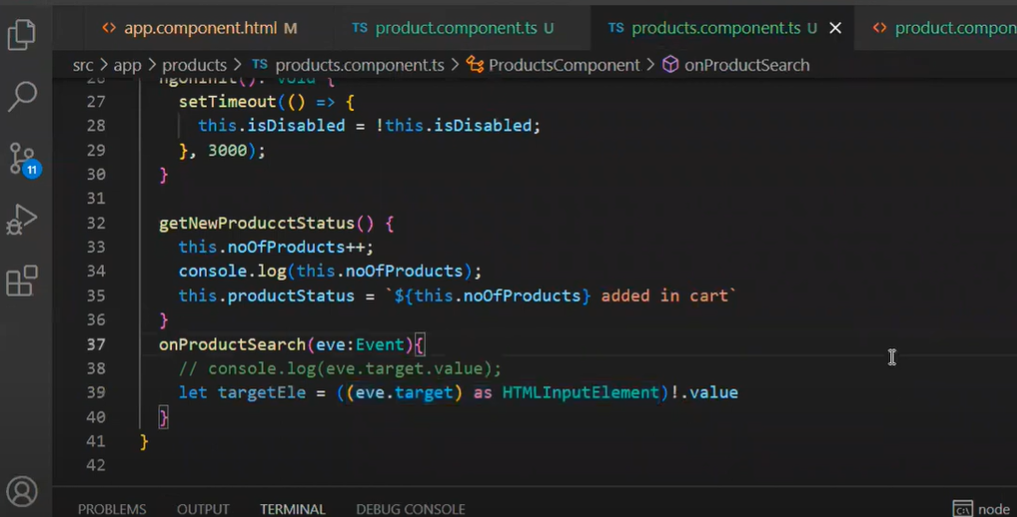 app.component.html M
TS product.component.ts U
TS products.component.ts U
product.compon
src > app > products > TS products.component.ts > ProductsComponent > onProductSearch
26 ngOnInit(): void {
27 setTimeout(() => {
28 this.isDisabled = !this.isDisabled;
29 }, 3000);
30 }
31
32 getNewProducctStatus() {
33 this.noOfProducts++;
34 console.log(this.noOfProducts);
35 this.productStatus = `${this.noOfProducts} added in cart`
36 }
37 onProductSearch(eve:Event){
38 // console.log(eve.target.value);
39 let targetEle = ((eve.target) as HTMLInputElement)!.value
40 }
41 }
42
11
PROBLEMS OUTPUT TERMINAL DEBUG CONSOLE
node